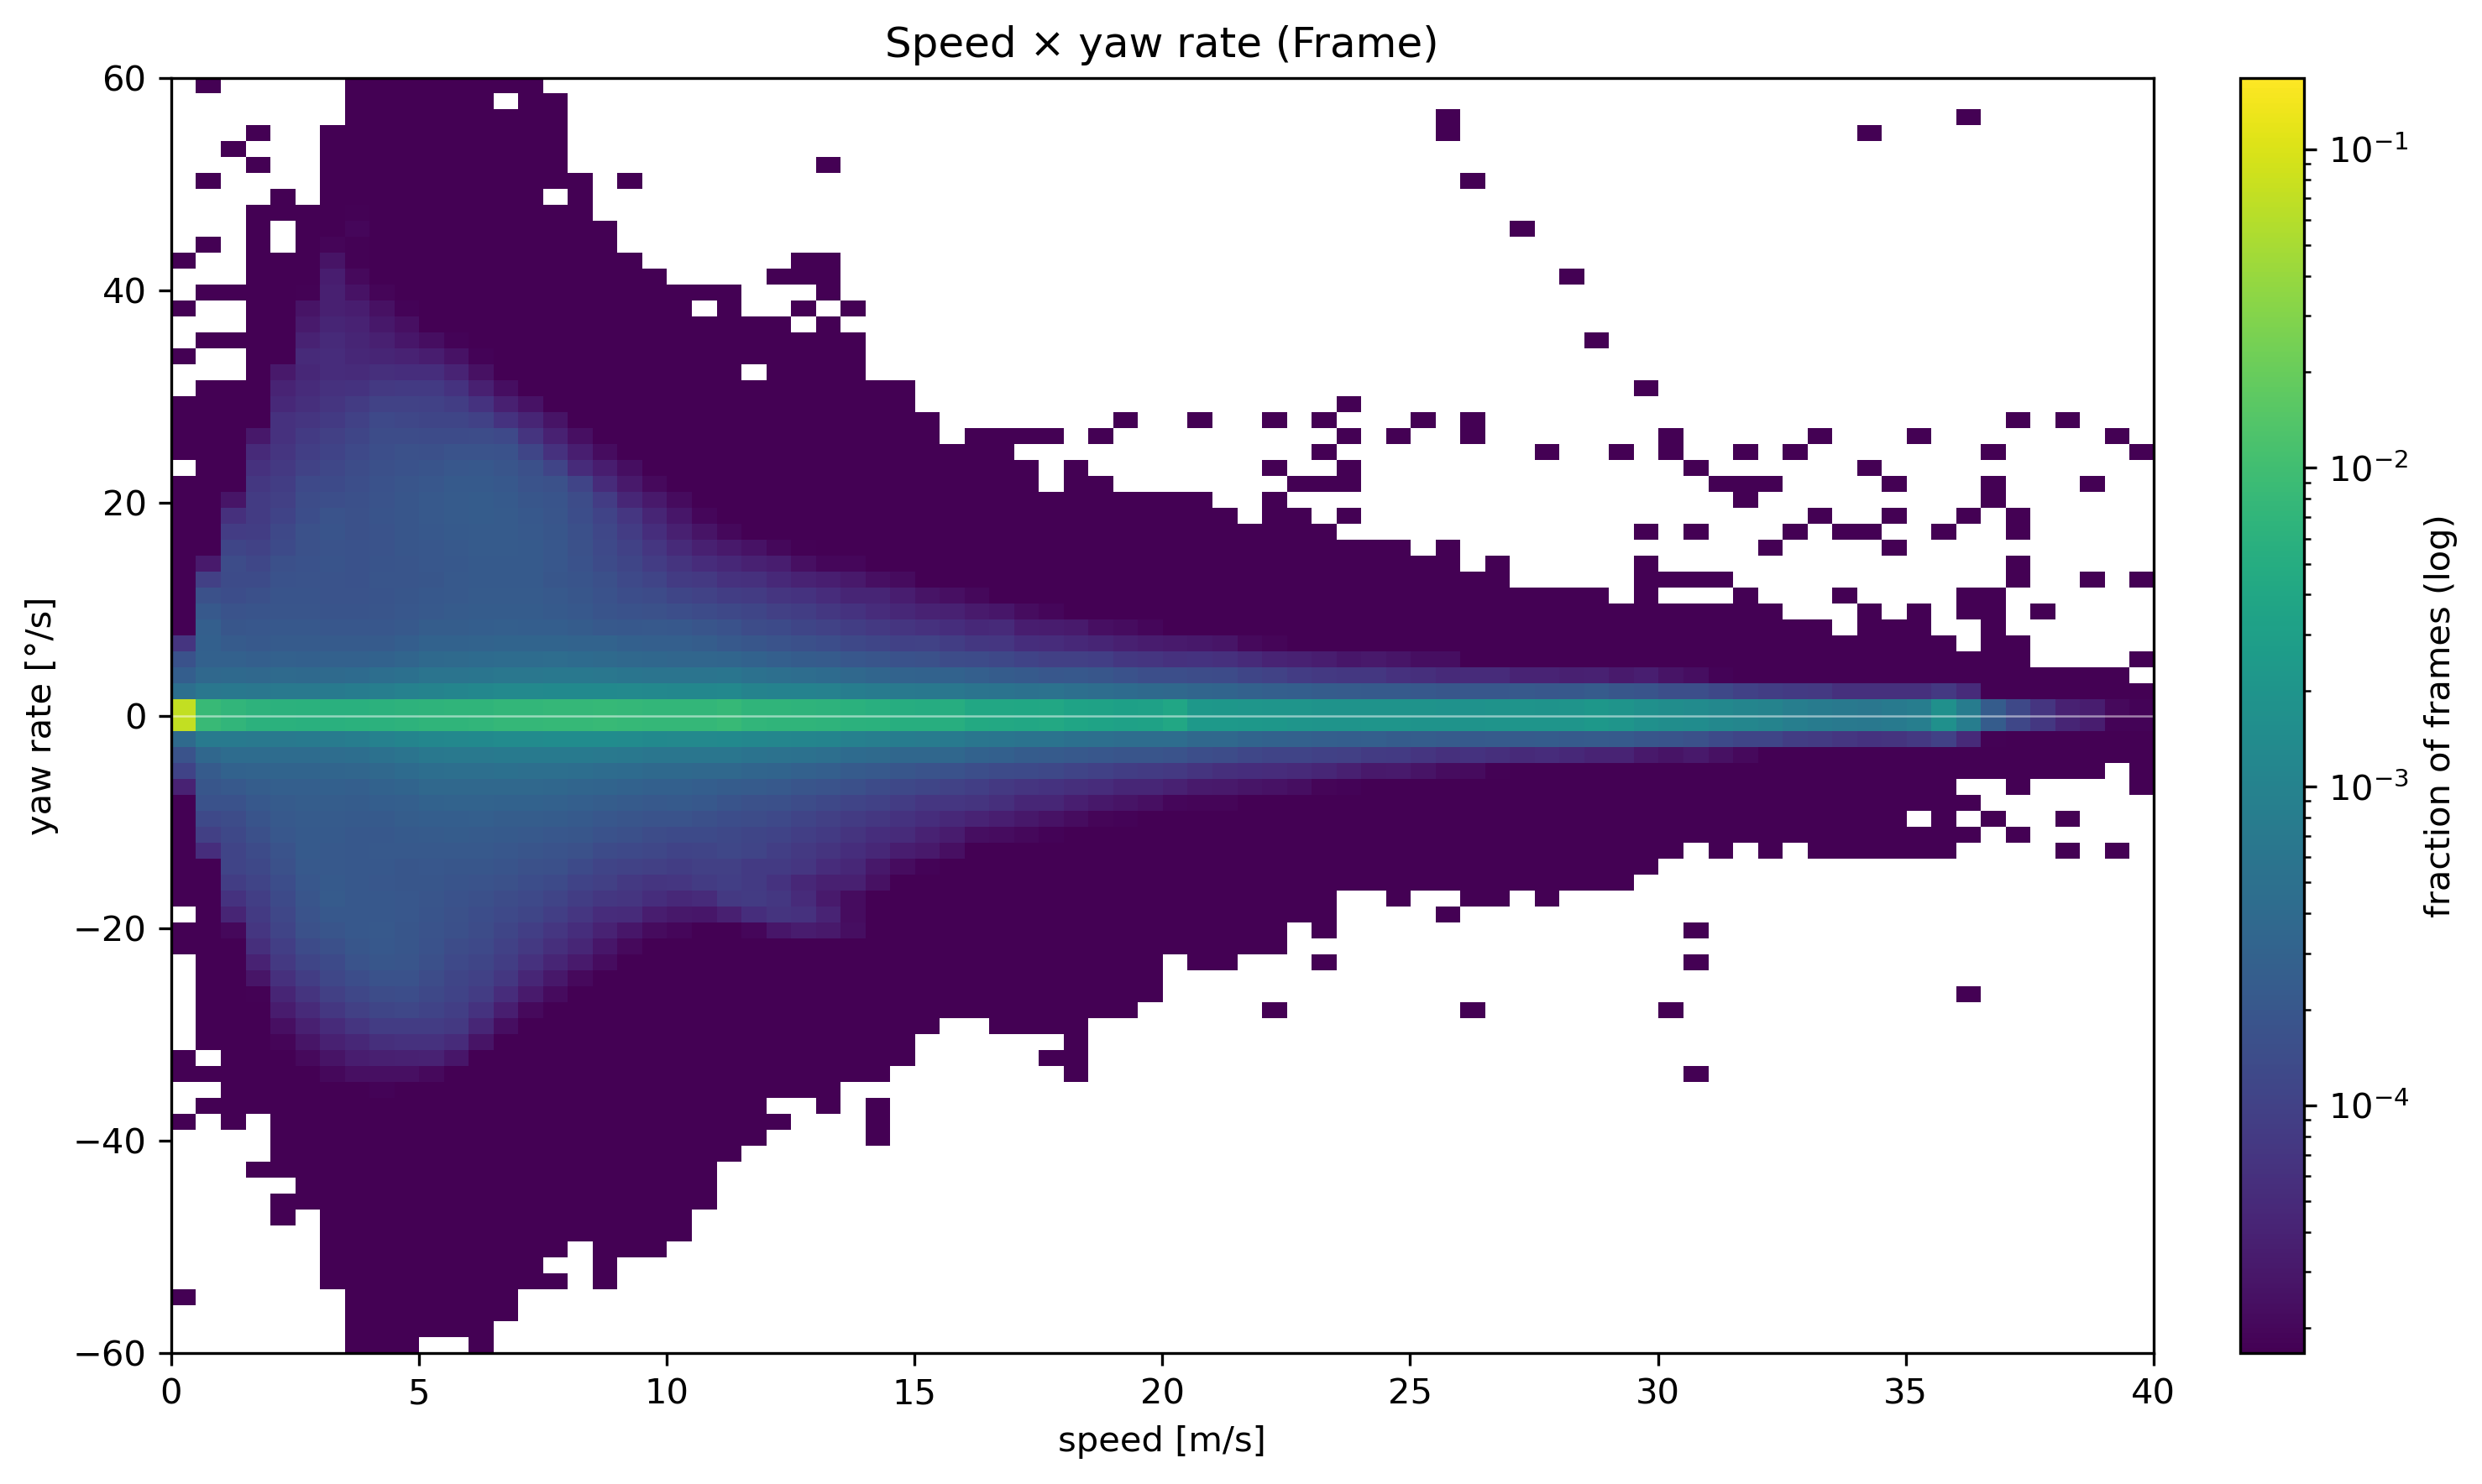 Speed × yaw rate (Frame)
60
40
20
0
−20
−40
−60
yaw rate [°/s]
0 5 10 15 20 25 30 35 40
speed [m/s]
10⁻¹
10⁻²
10⁻³
10⁻⁴
fraction of frames (log)